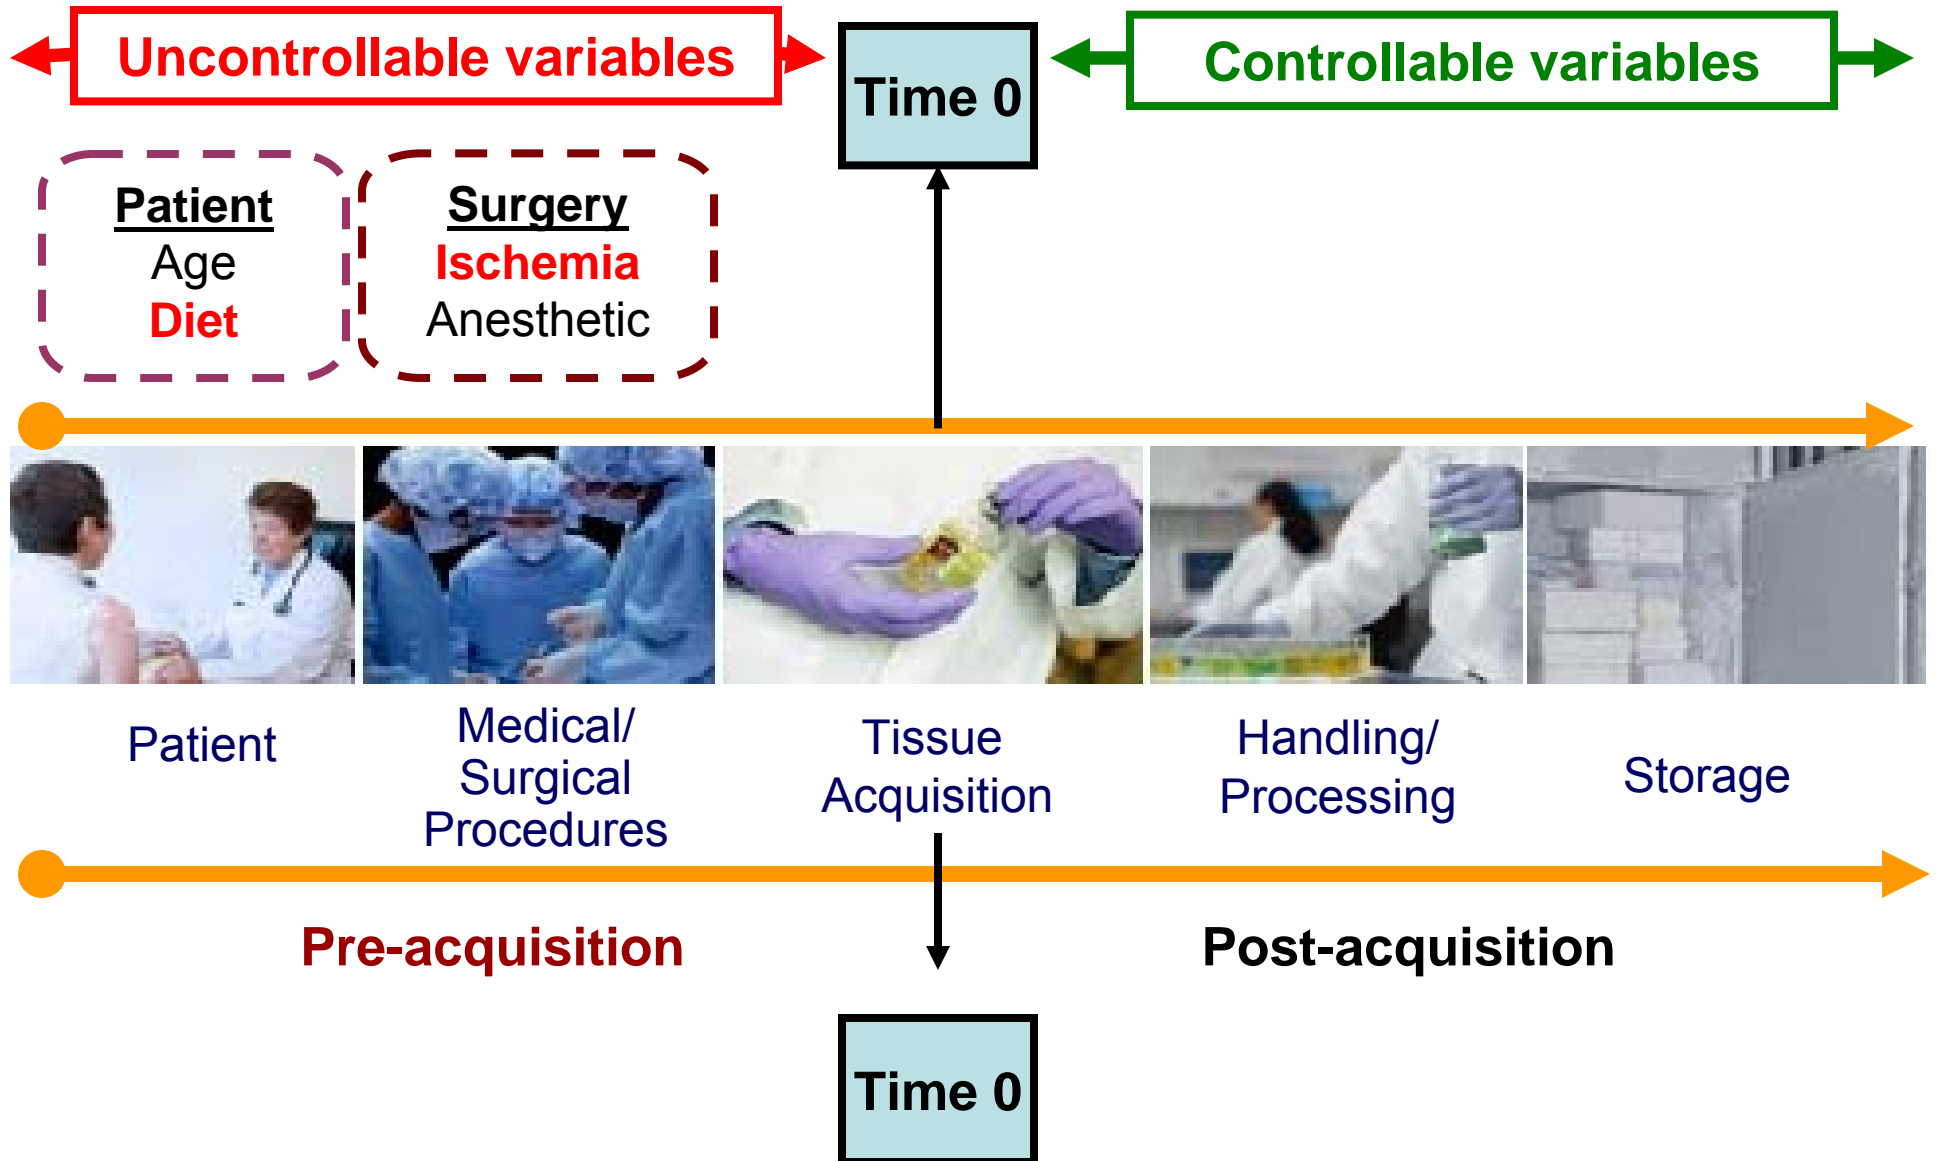 Uncontrollable variables
Time 0
Controllable variables
Patient
Age
Diet
Surgery
Ischemia
Anesthetic
Patient
Medical/
Surgical
Procedures
Tissue
Acquisition
Handling/
Processing
Storage
Pre-acquisition
Post-acquisition
Time 0